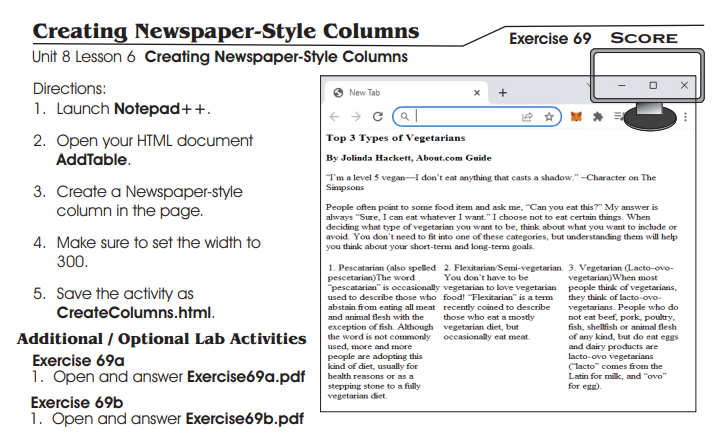 Creating Newspaper-Style Columns
Exercise 69 SCORE
Unit 8 Lesson 6 Creating Newspaper-Style Columns
Directions:
1. Launch Notepad++.
2. Open your HTML document
AddTable.
3. Create a Newspaper-style
column in the page.
4. Make sure to set the width to
300.
5. Save the activity as
CreateColumns.html.
Additional / Optional Lab Activities
Exercise 69a
1. Open and answer Exercise69a.pdf
Exercise 69b
1. Open and answer Exercise69b.pdf
New Tab
Top 3 Types of Vegetarians
By Jolinda Hackett, About.com Guide
"I'm a level 5 vegan—I don't eat anything that casts a shadow." –Character on The
Simpsons
People often point to some food item and ask me, "Can you eat this?" My answer is
always "Sure, I can eat whatever I want." I choose not to eat certain things. When
deciding what type of vegetarian you want to be, think about what you want to include or
avoid. You don't need to fit into one of these categories, but understanding them will help
you think about your short-term and long-term goals.
1. Pescatarian (also spelled
pescetarian)The word
"pescatarian" is occasionally
used to describe those who
abstain from eating all meat
and animal flesh with the
exception of fish. Although
the word is not commonly
used, more and more
people are adopting this
kind of diet, usually for
health reasons or as a
stepping stone to a fully
vegetarian diet.
2. Flexitarian/Semi-vegetarian.
You don't have to be
vegetarian to love vegetarian
food! "Flexitarian" is a term
recently coined to describe
those who eat a mostly
vegetarian diet, but
occasionally eat meat.
3. Vegetarian (Lacto-ovo-
vegetarian)When most
people think of vegetarians,
they think of lacto-ovo-
vegetarians. People who do
not eat beef, pork, poultry,
fish, shellfish or animal flesh
of any kind, but do eat eggs
and dairy products are
lacto-ovo vegetarians
("lacto" comes from the
Latin for milk, and "ovo"
for egg).